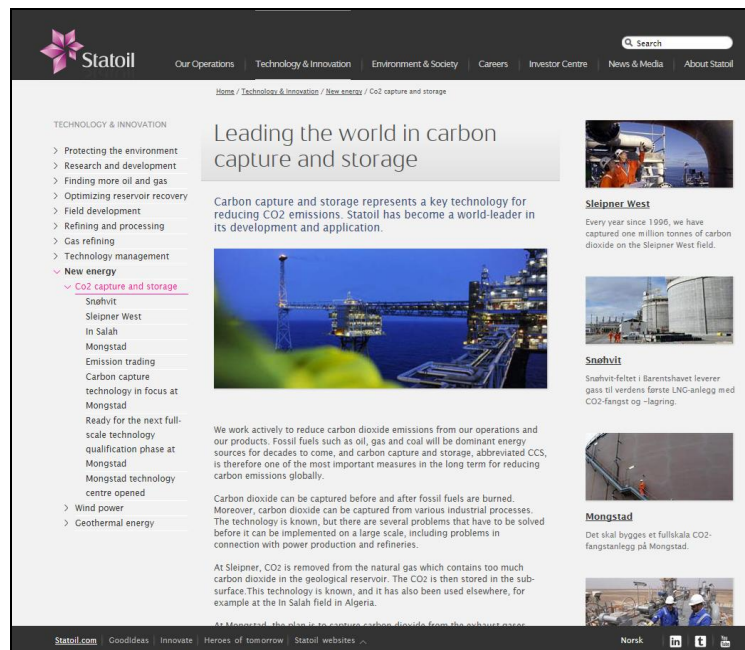 Statoil
Search
Our Operations
Technology & Innovation
Environment & Society
Careers
Investor Centre
News & Media
About Statoil
Home / Technology & Innovation / New energy / Co2 capture and storage
TECHNOLOGY & INNOVATION
Protecting the environment
Research and development
Finding more oil and gas
Optimizing reservoir recovery
Field development
Refining and processing
Gas refining
Technology management
New energy
Co2 capture and storage
Snøhvit
Sleipner West
In Salah
Mongstad
Emission trading
Carbon capture
technology in focus at
Mongstad
Ready for the next full-
scale technology
qualification phase at
Mongstad
Mongstad technology
centre opened
Wind power
Geothermal energy
Leading the world in carbon
capture and storage
Carbon capture and storage represents a key technology for
reducing CO2 emissions. Statoil has become a world-leader in
its development and application.
We work actively to reduce carbon dioxide emissions from our operations and
our products. Fossil fuels such as oil, gas and coal will be dominant energy
sources for decades to come, and carbon capture and storage, abbreviated CCS,
is therefore one of the most important measures in the long term for reducing
carbon emissions globally.
Carbon dioxide can be captured before and after fossil fuels are burned.
Moreover, carbon dioxide can be captured from various industrial processes.
The technology is known, but there are several problems that have to be solved
before it can be implemented on a large scale, including problems in
connection with power production and refineries.
At Sleipner, CO2 is removed from the natural gas which contains too much
carbon dioxide in the geological reservoir. The CO2 is then stored in the sub-
surface.This technology is known, and it has also been used elsewhere, for
example at the In Salah field in Algeria.
At Mongstad, the plan is to capture carbon dioxide from the exhaust gases
Sleipner West
Every year since 1996, we have
captured one million tonnes of carbon
dioxide on the Sleipner West field.
Snøhvit
Snøhvit-feltet i Barentshavet leverer
gass til verdens første LNG-anlegg med
CO2-fangst og -lagring.
Mongstad
Det skal bygges et fullskala CO2-
fangstanlegg på Mongstad.
Statoil.com
GoodIdeas
Innovate
Heroes of tomorrow
Statoil websites
Norsk
in
t
You